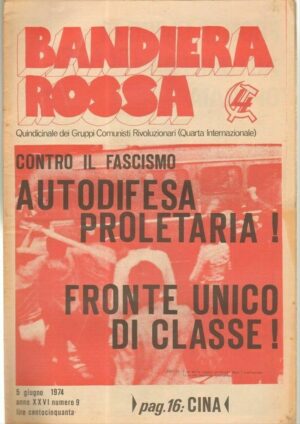 BANDIERA
ROSSA
4
Quindicinale dei Gruppi Comunisti Rivoluzionari (Quarta Internazionale)
CONTRO IL FASCISMO
AUTODIFESA
PROLETARIA !
FRONTE UNICO
DI CLASSE !
5 giugno 1974
anno XXVI numero 9
lire centocinquanta
pag.16: CINA